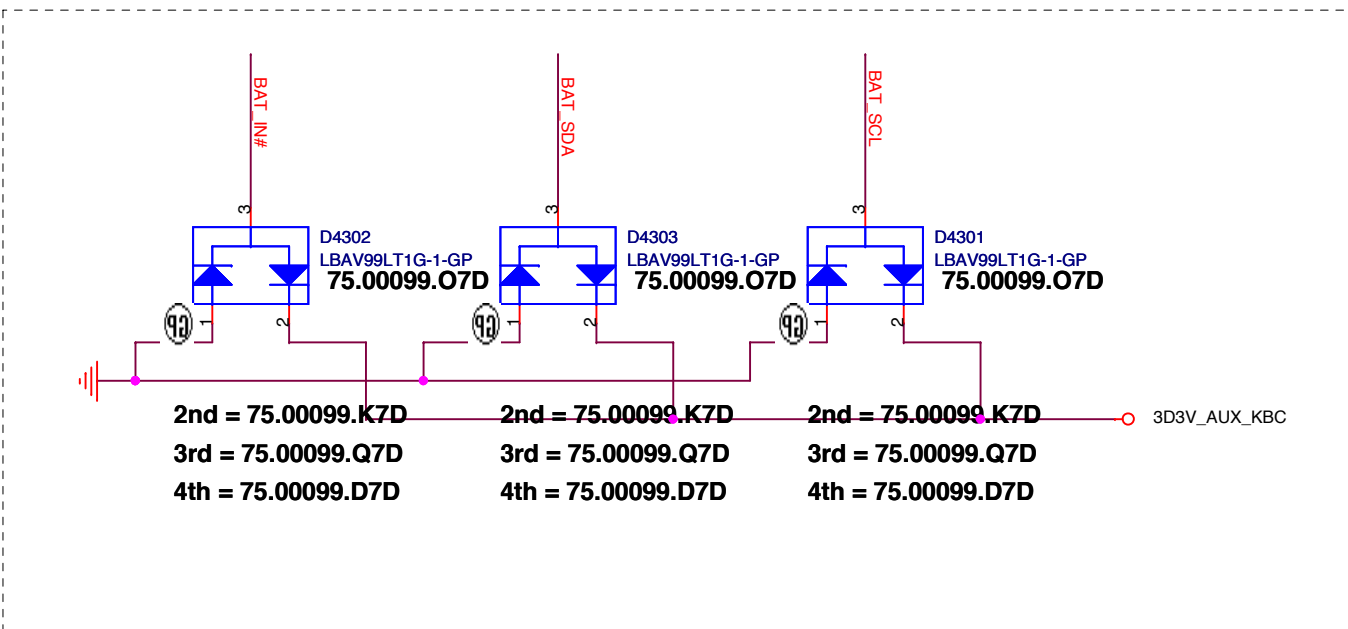 BAT_IN#
BAT_SDA
BAT_SCL
3
3
3
D4302
LBAV99LT1G-1-GP
75.00099.O7D
D4303
LBAV99LT1G-1-GP
75.00099.O7D
D4301
LBAV99LT1G-1-GP
75.00099.O7D
GP
1
2
GP
1
2
GP
1
2
2nd = 75.00099.K7D
3rd = 75.00099.Q7D
4th = 75.00099.D7D
2nd = 75.00099.K7D
3rd = 75.00099.Q7D
4th = 75.00099.D7D
2nd = 75.00099.K7D
3rd = 75.00099.Q7D
4th = 75.00099.D7D
3D3V_AUX_KBC